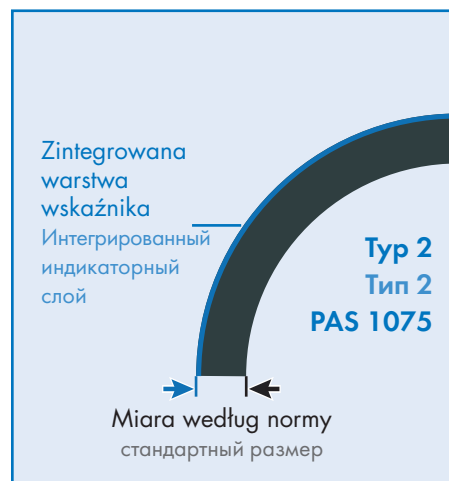 Zintegrowana
warstwa
wskaźnika
Интегрированный
индикаторный
слой
Typ 2
Тип 2
PAS 1075
Miara według normy
стандартный размер